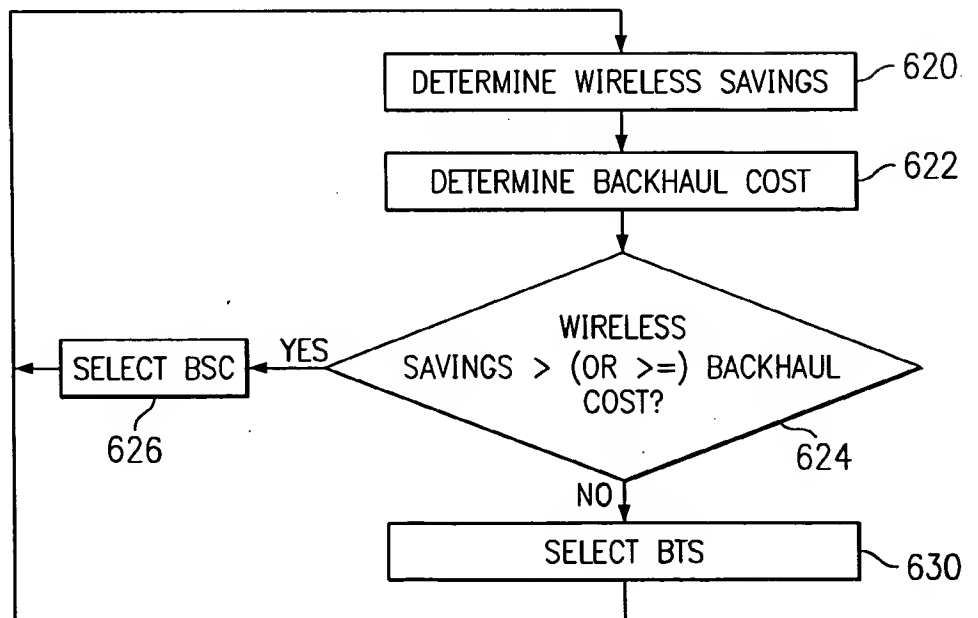 DETERMINE WIRELESS SAVINGS
620
DETERMINE BACKHAUL COST
622
WIRELESS
SAVINGS > (OR >=) BACKHAUL
COST?
624
YES
SELECT BSC
626
NO
SELECT BTS
630